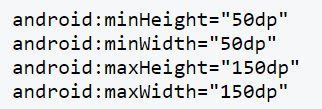 android:minHeight="50dp"
android:minWidth="50dp"
android:maxHeight="150dp"
android:maxWidth="150dp"